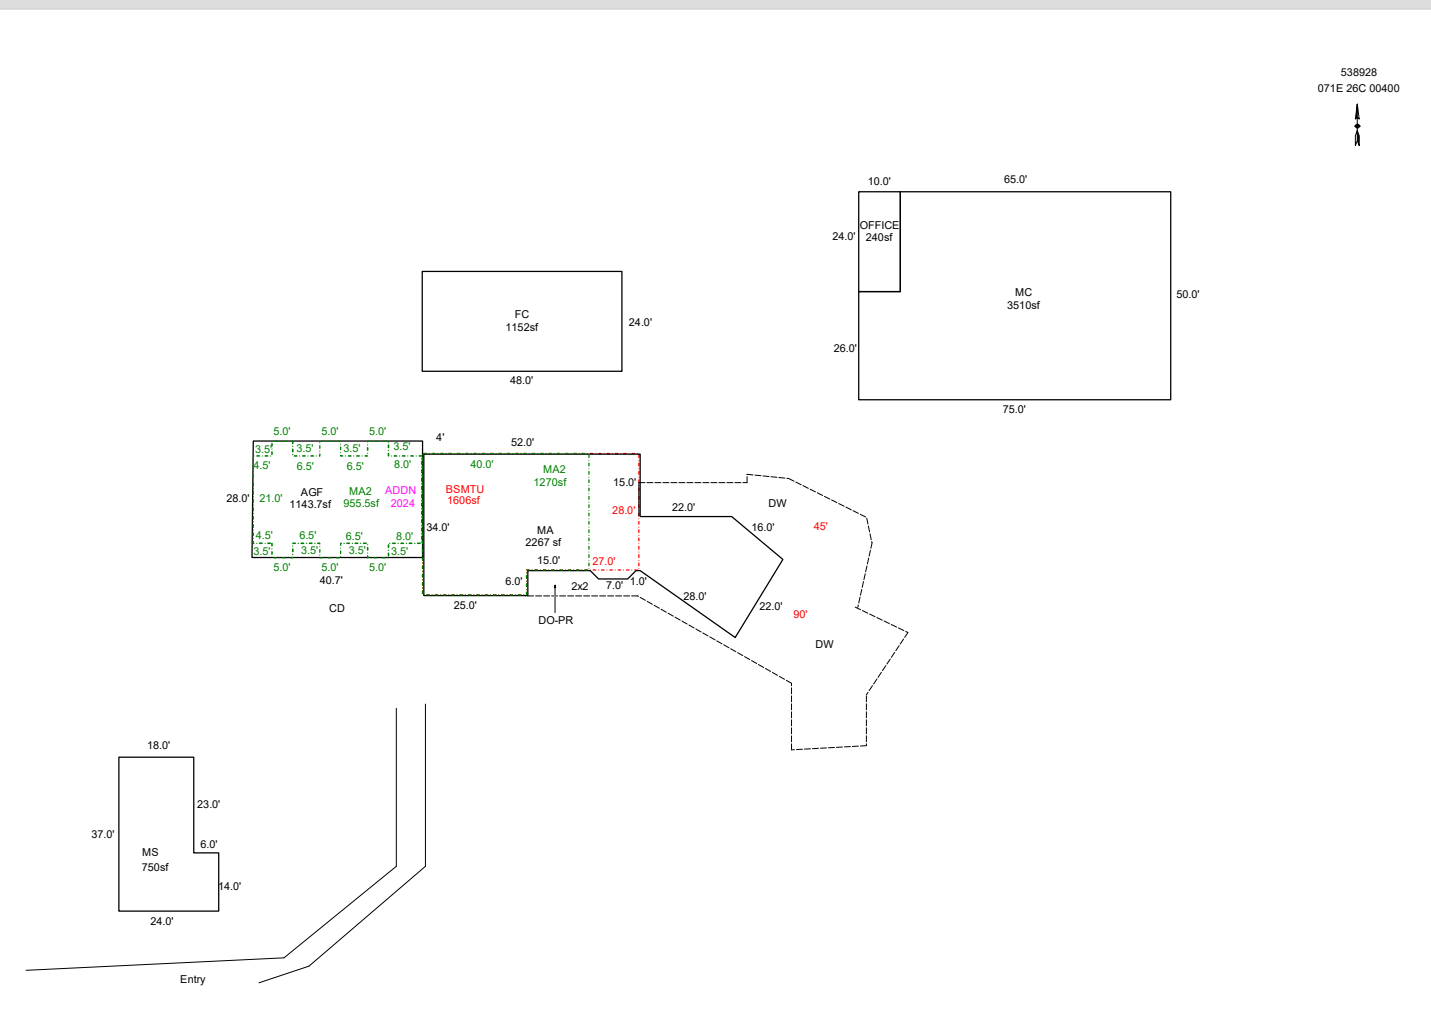 538928
071E 26C 00400
10.0'
65.0'
OFFICE
240sf
24.0'
MC
3510sf
50.0'
26.0'
75.0'
FC
1152sf
24.0'
48.0'
5.0'
5.0'
5.0'
3.5'
3.5'
3.5'
3.5'
4.5'
6.5'
6.5'
8.0'
28.0'
21.0'
AGF
1143.7sf
MA2
955.5sf
ADDN
2024
4.5'
6.5'
6.5'
8.0'
3.5'
3.5'
3.5'
3.5'
5.0'
5.0'
5.0'
40.7'
CD
4'
52.0'
40.0'
MA2
1270sf
BSMTU
1606sf
15.0'
28.0'
34.0'
MA
2267 sf
15.0'
27.0'
6.0'
2x2
7.0'
1.0'
25.0'
DO-PR
22.0'
16.0'
28.0'
22.0'
DW
45'
90'
DW
18.0'
23.0'
37.0'
6.0'
MS
750sf
14.0'
24.0'
Entry